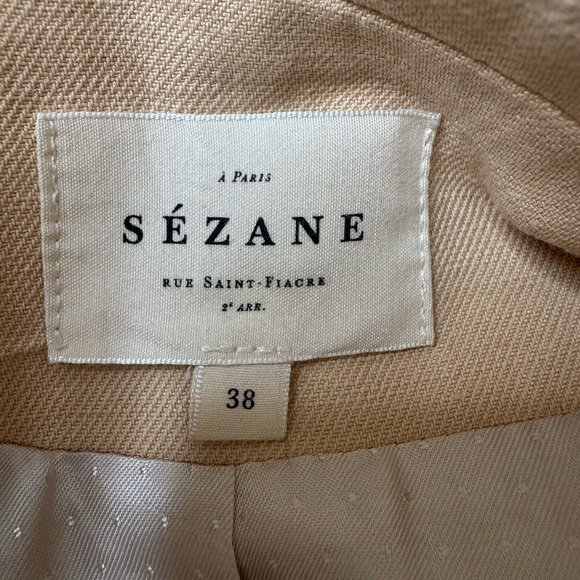 À Paris
SÉZANE
RUE SAINT-FIACRE
2ᴱ ARR.
38